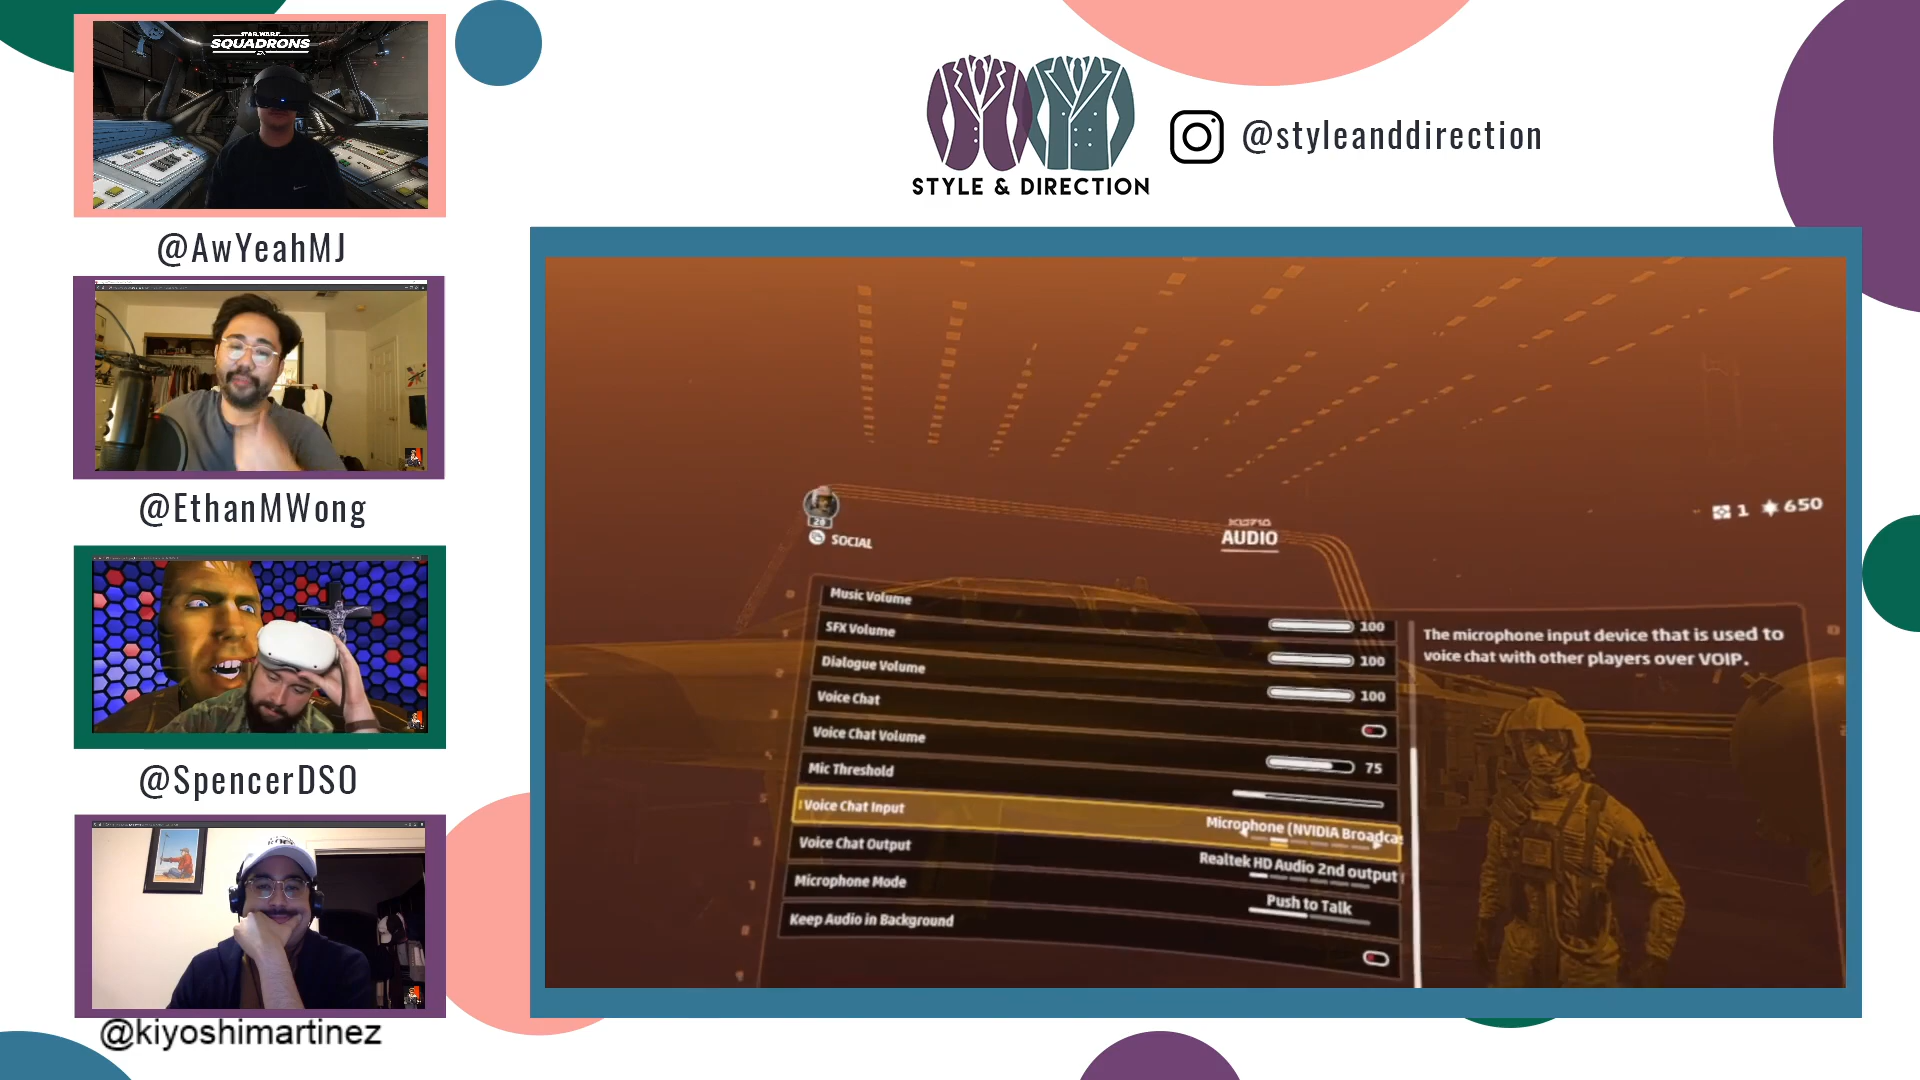 STAR WARS
SQUADRONS
@AwYeahMJ
@EthanMWong
@SpencerDSO
@kiyoshimartinez
STYLE & DIRECTION
@styleanddirection
1 650
28
SOCIAL
AUDIO
Music Volume 100
SFX Volume 100
Dialogue Volume 100
Voice Chat
Voice Chat Volume 75
Mic Threshold
Voice Chat Input Microphone (NVIDIA Broadca
Voice Chat Output Realtek HD Audio 2nd output
Microphone Mode Push to Talk
Keep Audio in Background
The microphone input device that is used to
voice chat with other players over VOIP.